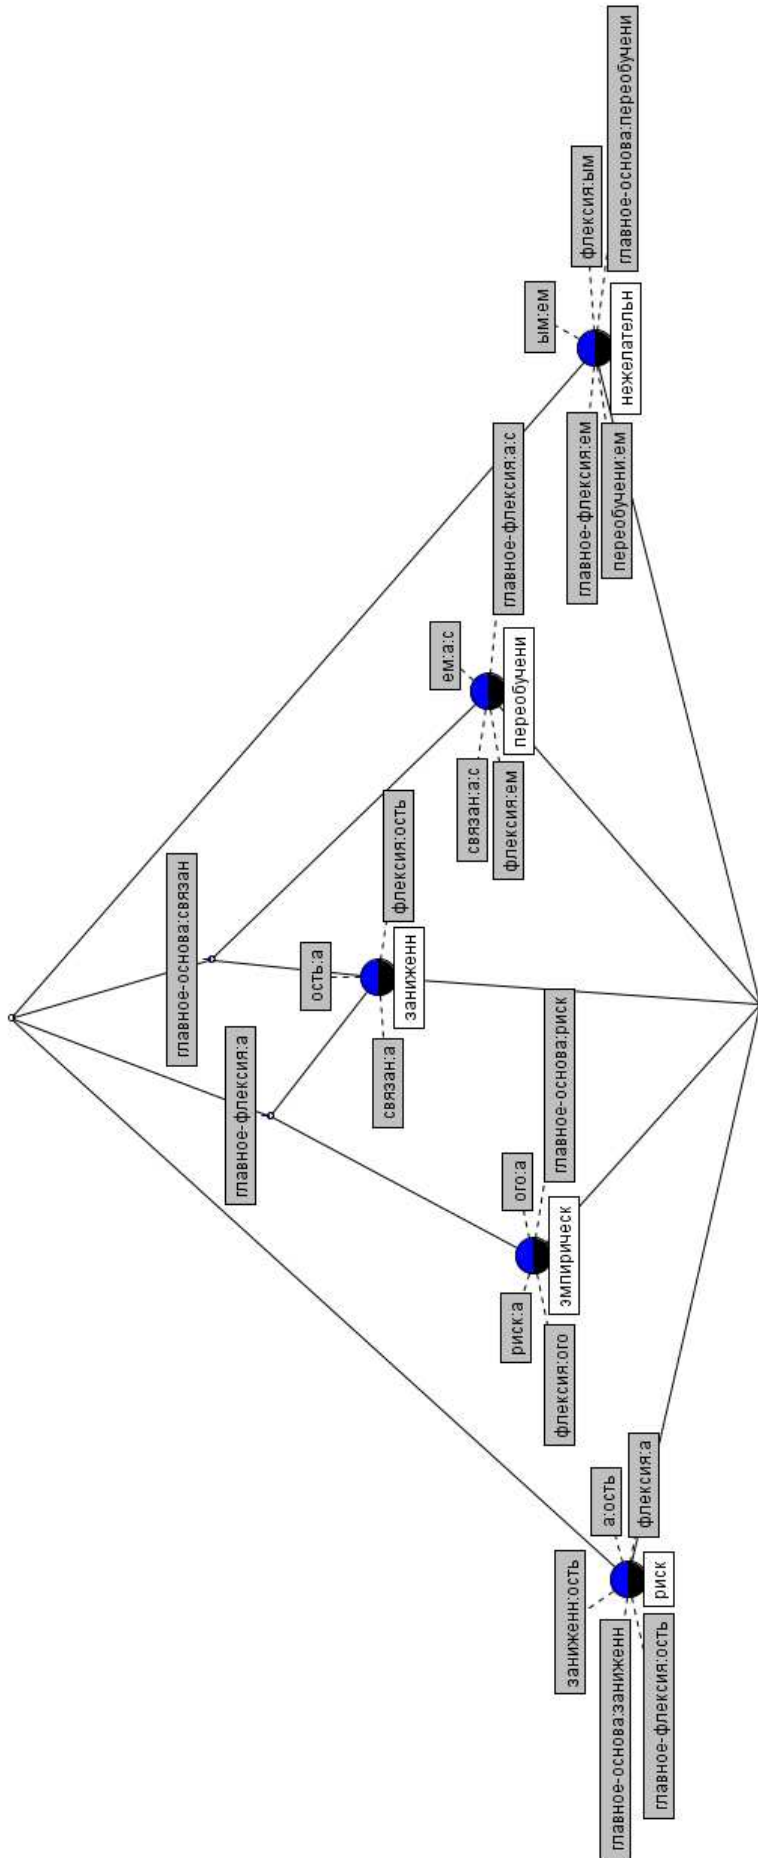 главное-основа:связан
главное-флексия:а
ость:а
флексия:ость
связан:а
заниженн
ем:а:с
главное-флексия:а:с
связан:а:с
флексия:ем
переобучени
ым:ем
флексия:ым
главное-основа:переобучени
главное-флексия:ем
переобучени:ем
нежелательн
ого:а
главное-основа:риск
риск:а
флексия:ого
эмпирическ
а:ость
флексия:а
заниженн:ость
главное-основа:заниженн
главное-флексия:ость
риск